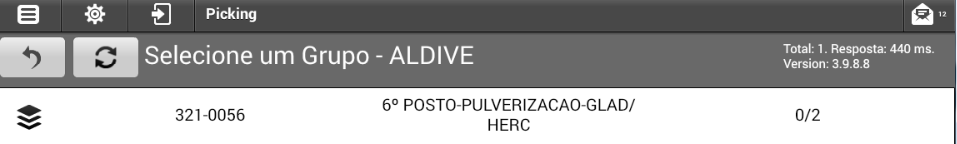 Picking
12
Selecione um Grupo - ALDIVE
Total: 1. Resposta: 440 ms.
Version: 3.9.8.8
321-0056
6º POSTO-PULVERIZACAO-GLAD/
HERC
0/2